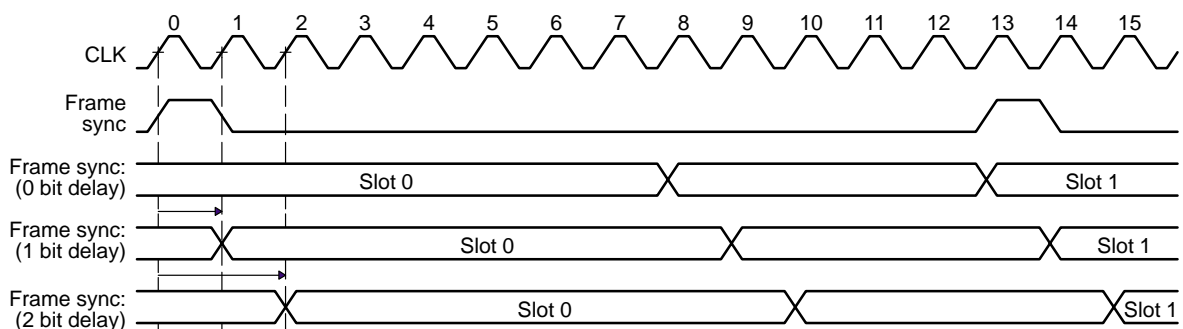 0 1 2 3 4 5 6 7 8 9 10 11 12 13 14 15
CLK
Frame
sync
Frame sync:
(0 bit delay)
Slot 0
Slot 1
Frame sync:
(1 bit delay)
Slot 0
Slot 1
Frame sync:
(2 bit delay)
Slot 0
Slot 1